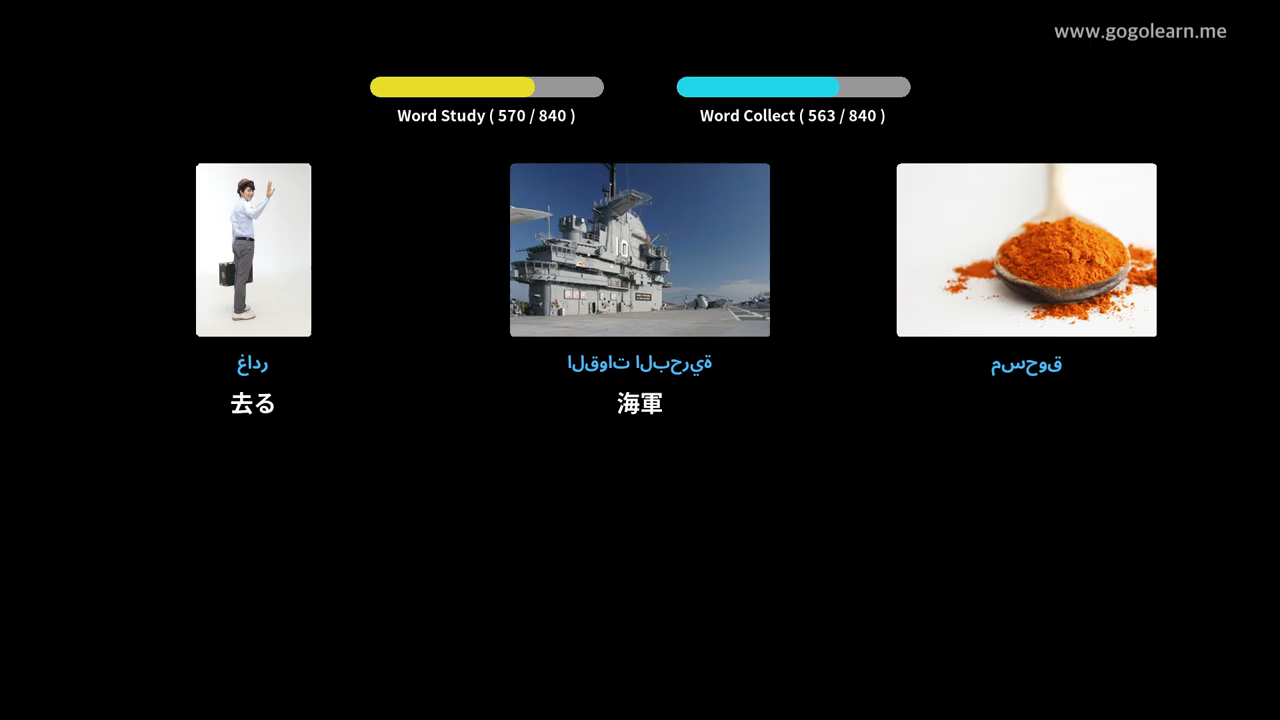 www.gogolearn.me
Word Study ( 570 / 840 )
Word Collect ( 563 / 840 )
10
غادر
القوات البحرية
مسحوق
去る
海軍